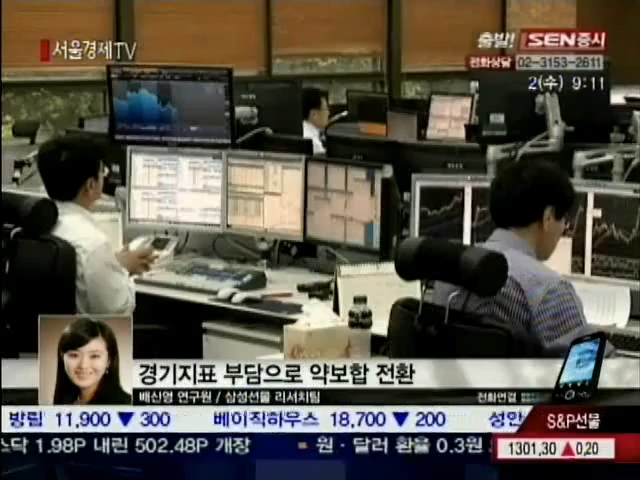 서울경제TV
출발! SEN증시
전화상담 02-3153-2611
2(수) 9:11
경기지표 부담으로 약보합 전환
배신영 연구원 / 삼성선물 리서치팀
전화연결
방림 11,900 ▼ 300 베이직하우스 18,700 ▼ 200 성안
S&P선물
스닥 1.98P 내린 502.48P 개장 원·달러 환율 0.3원
1301,30 ▲0,20